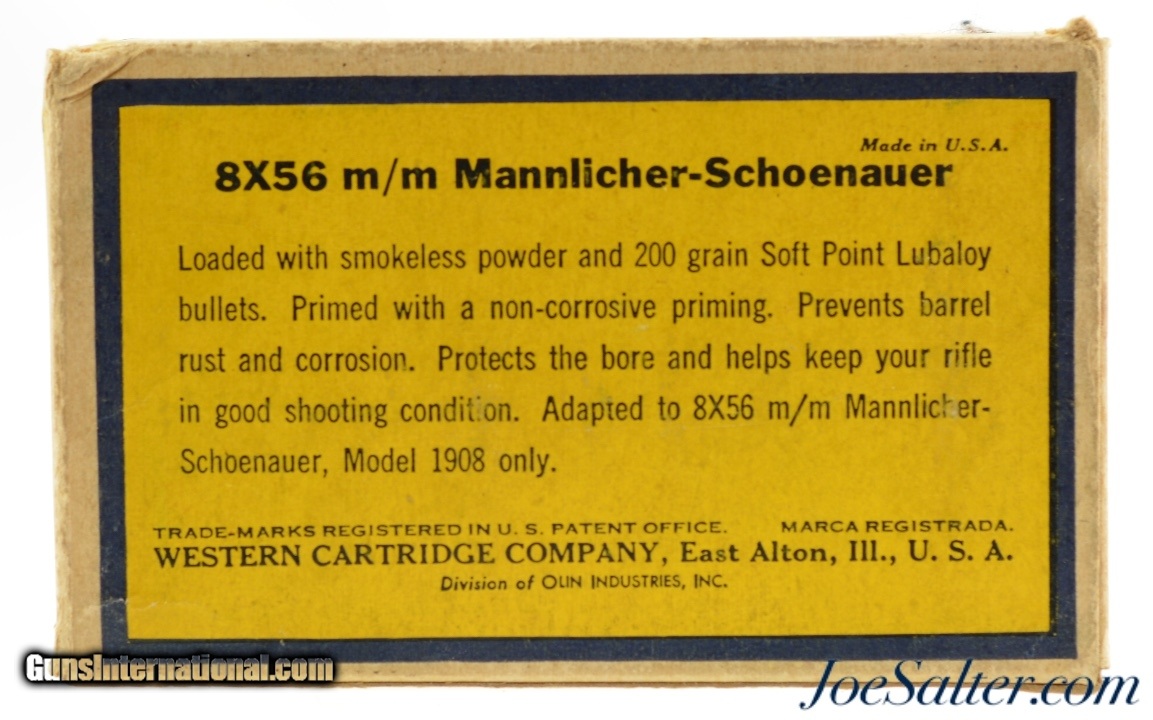 Made in U.S.A.
8X56 m/m Mannlicher-Schoenauer
Loaded with smokeless powder and 200 grain Soft Point Lubaloy
bullets. Primed with a non-corrosive priming. Prevents barrel
rust and corrosion. Protects the bore and helps keep your rifle
in good shooting condition. Adapted to 8X56 m/m Mannlicher-
Schoenauer, Model 1908 only.
TRADE-MARKS REGISTERED IN U. S. PATENT OFFICE. MARCA REGISTRADA.
WESTERN CARTRIDGE COMPANY, East Alton, Ill., U. S. A.
Division of OLIN INDUSTRIES, INC.
GunsInternational.com
JoeSalter.com